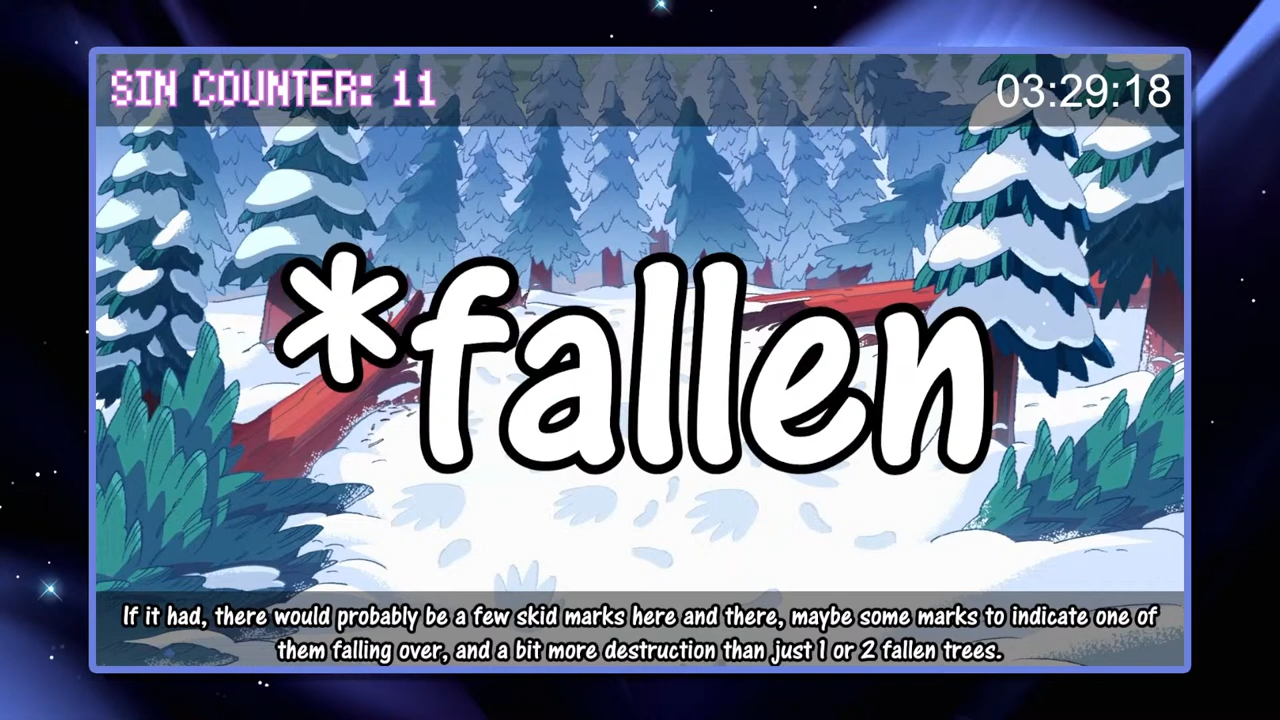 SIN COUNTER: 11
03:29:18
*fallen
If it had, there would probably be a few skid marks here and there, maybe some marks to indicate one of
them falling over, and a bit more destruction than just 1 or 2 fallen trees.